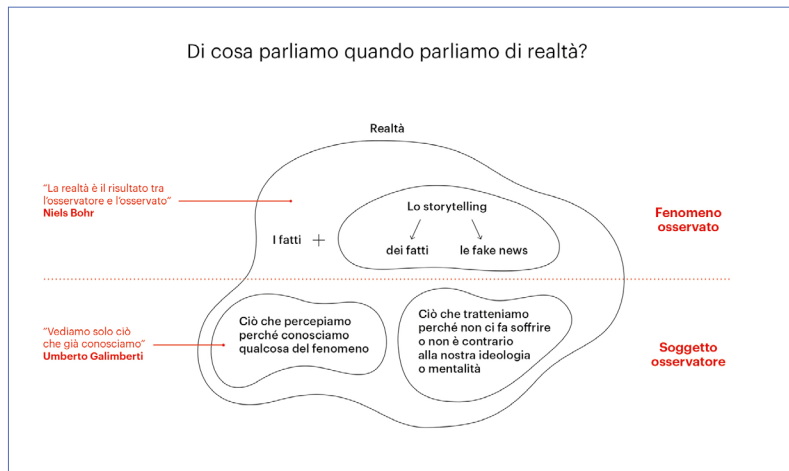 Di cosa parliamo quando parliamo di realtà?
Realtà
"La realtà è il risultato tra
l'osservatore e l'osservato"
Niels Bohr
Lo storytelling
I fatti +
dei fatti
le fake news
Fenomeno
osservato
"Vediamo solo ciò
che già conosciamo"
Umberto Galimberti
Ciò che percepiamo
perché conosciamo
qualcosa del fenomeno
Ciò che tratteniamo
perché non ci fa soffrire
o non è contrario
alla nostra ideologia
o mentalità
Soggetto
osservatore